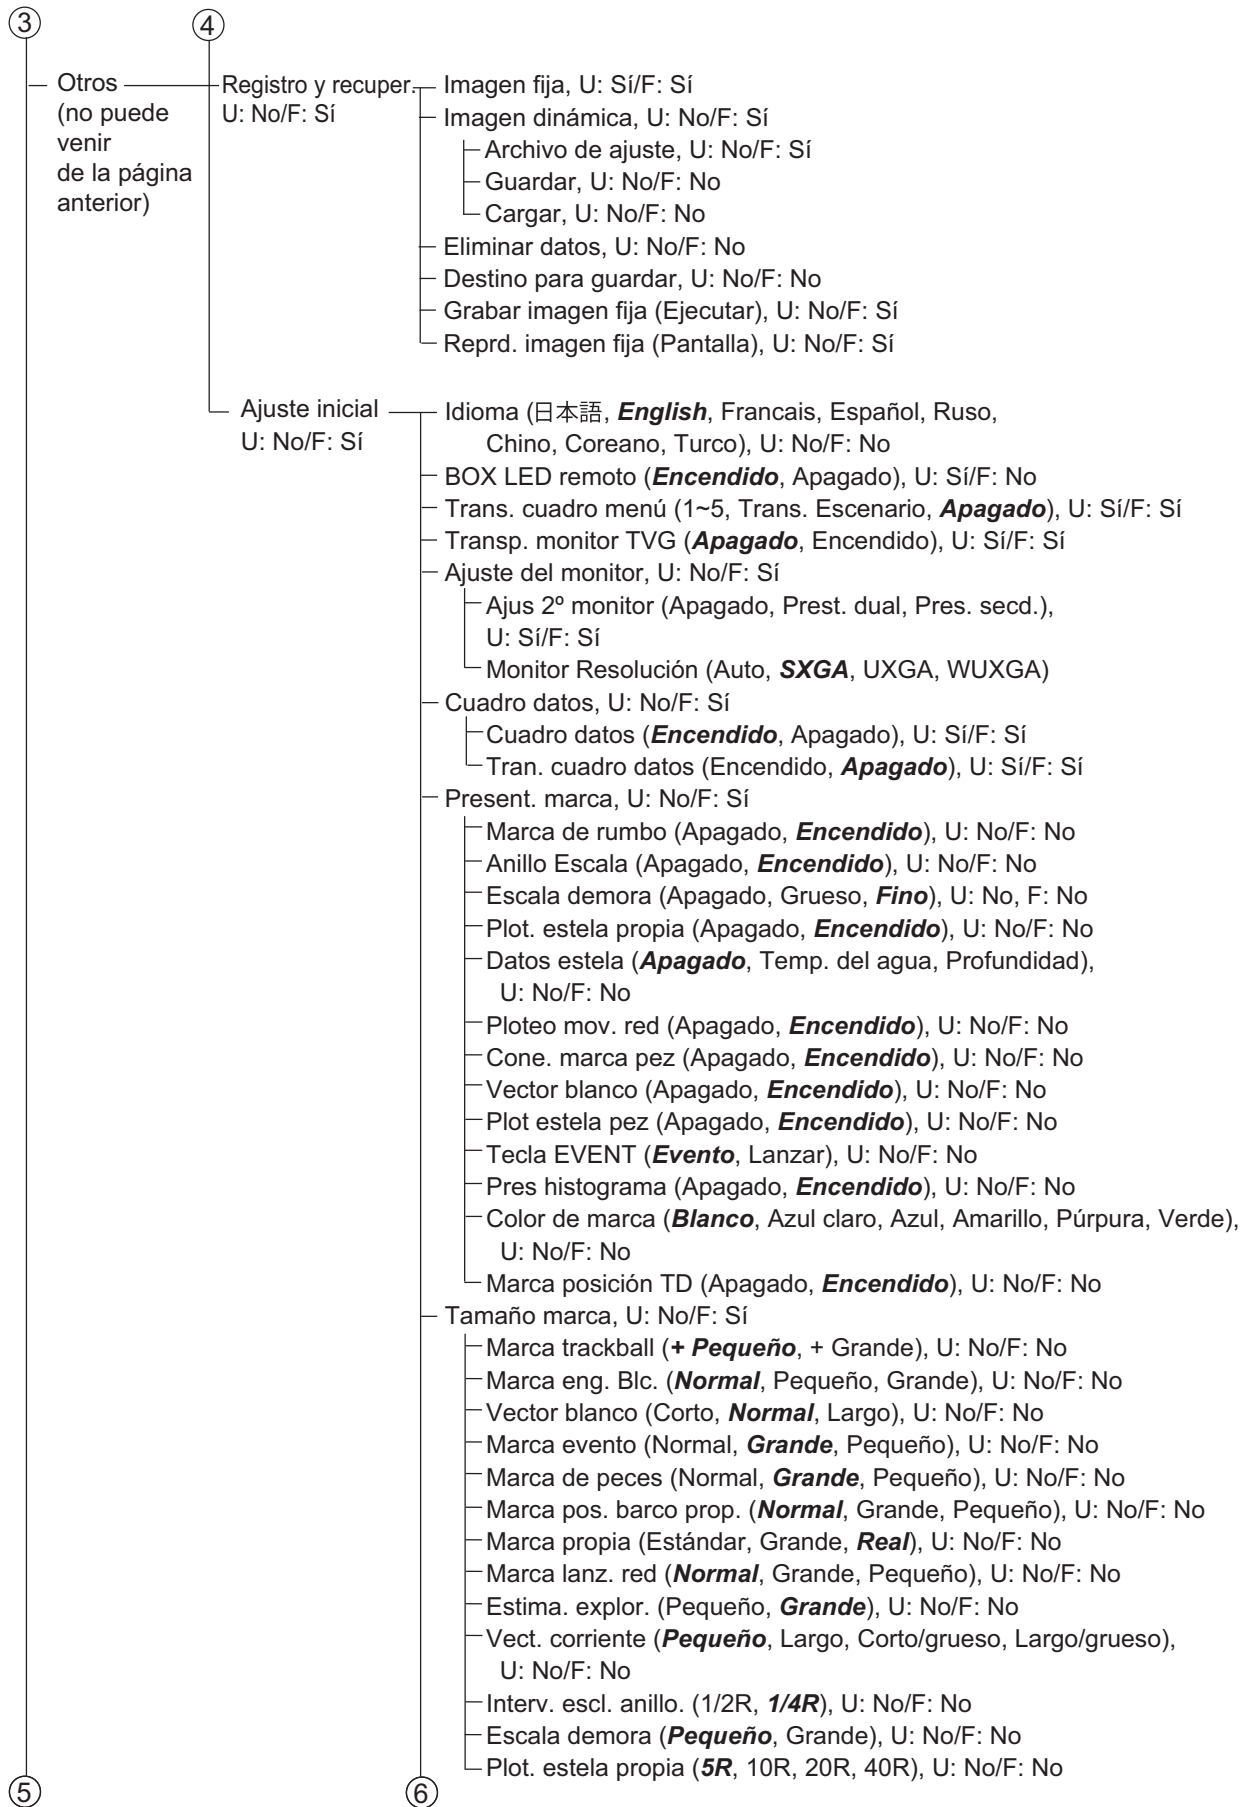 3
4
Otros
(no puede
venir
de la página
anterior)
Registro y recuper.
U: No/F: Sí
Imagen fija, U: Sí/F: Sí
Imagen dinámica, U: No/F: Sí
Archivo de ajuste, U: No/F: Sí
Guardar, U: No/F: No
Cargar, U: No/F: No
Eliminar datos, U: No/F: No
Destino para guardar, U: No/F: No
Grabar imagen fija (Ejecutar), U: No/F: Sí
Reprd. imagen fija (Pantalla), U: No/F: Sí
Ajuste inicial
U: No/F: Sí
Idioma (日本語, English, Francais, Español, Ruso,
Chino, Coreano, Turco), U: No/F: No
BOX LED remoto (Encendido, Apagado), U: Sí/F: No
Trans. cuadro menú (1~5, Trans. Escenario, Apagado), U: Sí/F: Sí
Transp. monitor TVG (Apagado, Encendido), U: Sí/F: Sí
Ajuste del monitor, U: No/F: Sí
Ajus 2º monitor (Apagado, Prest. dual, Pres. secd.),
U: Sí/F: Sí
Monitor Resolución (Auto, SXGA, UXGA, WUXGA)
Cuadro datos, U: No/F: Sí
Cuadro datos (Encendido, Apagado), U: Sí/F: Sí
Tran. cuadro datos (Encendido, Apagado), U: Sí/F: Sí
Present. marca, U: No/F: Sí
Marca de rumbo (Apagado, Encendido), U: No/F: No
Anillo Escala (Apagado, Encendido), U: No/F: No
Escala demora (Apagado, Grueso, Fino), U: No, F: No
Plot. estela propia (Apagado, Encendido), U: No/F: No
Datos estela (Apagado, Temp. del agua, Profundidad),
U: No/F: No
Ploteo mov. red (Apagado, Encendido), U: No/F: No
Cone. marca pez (Apagado, Encendido), U: No/F: No
Vector blanco (Apagado, Encendido), U: No/F: No
Plot estela pez (Apagado, Encendido), U: No/F: No
Tecla EVENT (Evento, Lanzar), U: No/F: No
Pres histograma (Apagado, Encendido), U: No/F: No
Color de marca (Blanco, Azul claro, Azul, Amarillo, Púrpura, Verde),
U: No/F: No
Marca posición TD (Apagado, Encendido), U: No/F: No
Tamaño marca, U: No/F: Sí
Marca trackball (+ Pequeño, + Grande), U: No/F: No
Marca eng. Blc. (Normal, Pequeño, Grande), U: No/F: No
Vector blanco (Corto, Normal, Largo), U: No/F: No
Marca evento (Normal, Grande, Pequeño), U: No/F: No
Marca de peces (Normal, Grande, Pequeño), U: No/F: No
Marca pos. barco prop. (Normal, Grande, Pequeño), U: No/F: No
Marca propia (Estándar, Grande, Real), U: No/F: No
Marca lanz. red (Normal, Grande, Pequeño), U: No/F: No
Estima. explor. (Pequeño, Grande), U: No/F: No
Vect. corriente (Pequeño, Largo, Corto/grueso, Largo/grueso),
U: No/F: No
Interv. escl. anillo. (1/2R, 1/4R), U: No/F: No
Escala demora (Pequeño, Grande), U: No/F: No
Plot. estela propia (5R, 10R, 20R, 40R), U: No/F: No
5
6